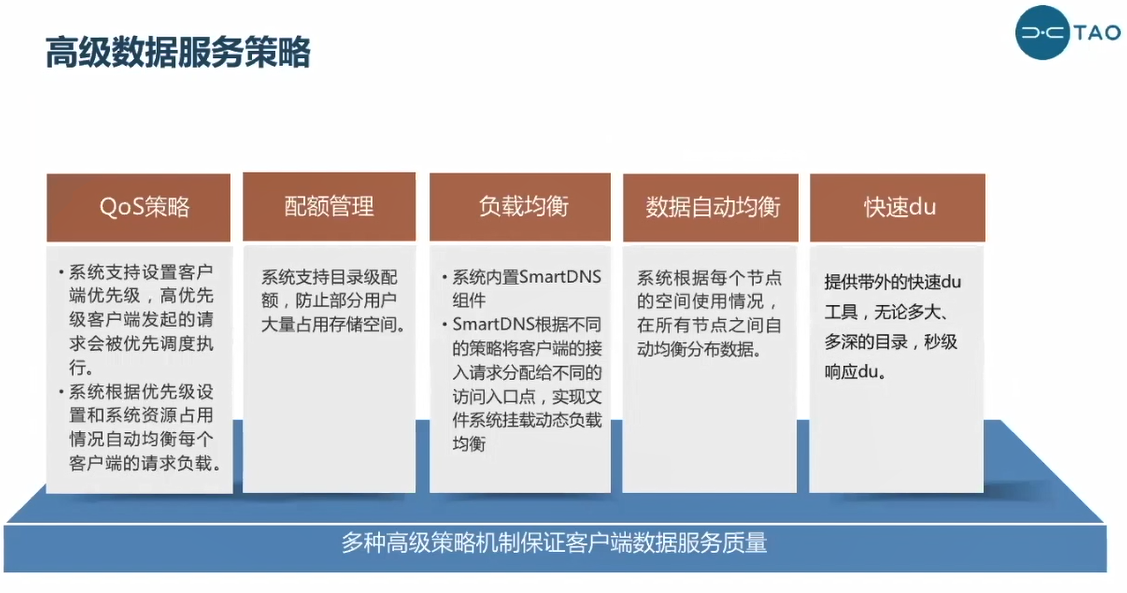 高级数据服务策略
TAO
QoS策略
• 系统支持设置客户
端优先级，高优先
级客户端发起的请
求会被优先调度执
行。
• 系统根据优先级设
置和系统资源占用
情况自动均衡每个
客户端的请求负载。
配额管理
系统支持目录级配
额，防止部分用户
大量占用存储空间。
负载均衡
• 系统内置SmartDNS
组件
• SmartDNS根据不同
的策略将客户端的接
入请求分配给不同的
访问入口点，实现文
件系统挂载动态负载
均衡
数据自动均衡
系统根据每个节点
的空间使用情况，
在所有节点之间自
动均衡分布数据。
快速du
提供带外的快速du
工具，无论多大、
多深的目录，秒级
响应du。
多种高级策略机制保证客户端数据服务质量